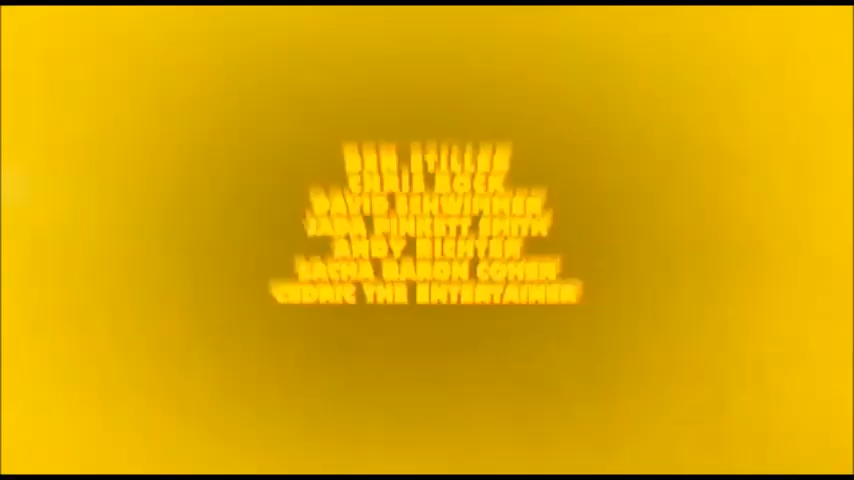 BEN STILLER
CHRIS ROCK
DAVID SCHWIMMER
JADA PINKETT SMITH
ANDY RICHTER
SACHA BARON COHEN
CEDRIC THE ENTERTAINER